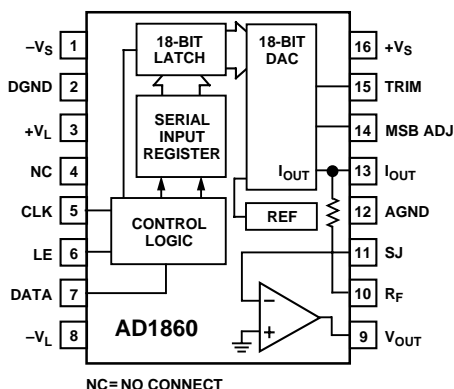 –VS 1
DGND 2
+VL 3
NC 4
CLK 5
LE 6
DATA 7
–VL 8
18-BIT
LATCH
18-BIT
DAC
SERIAL
INPUT
REGISTER
IOUT
REF
CONTROL
LOGIC
–
+
AD1860
16 +VS
15 TRIM
14 MSB ADJ
13 IOUT
12 AGND
11 SJ
10 RF
9 VOUT
NC= NO CONNECT